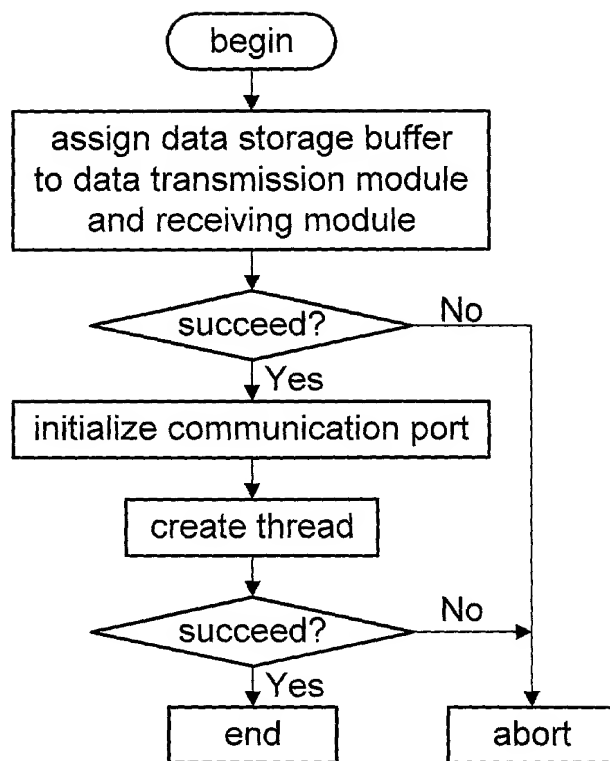 begin
assign data storage buffer
to data transmission module
and receiving module
succeed?
No
Yes
initialize communication port
create thread
succeed?
No
Yes
end
abort